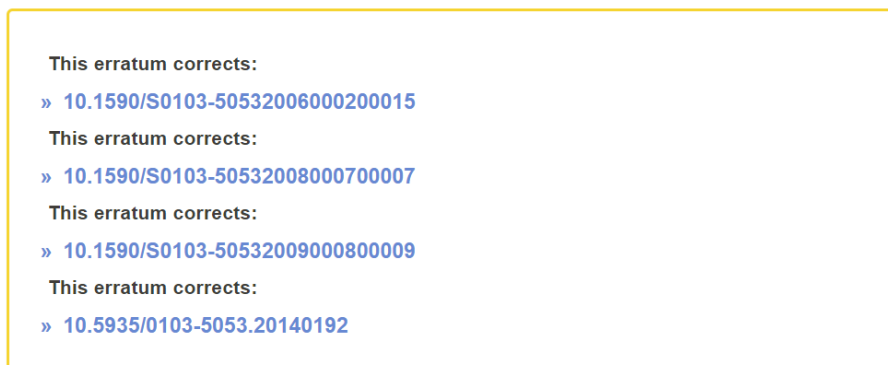 This erratum corrects:
» 10.1590/S0103-50532006000200015
This erratum corrects:
» 10.1590/S0103-50532008000700007
This erratum corrects:
» 10.1590/S0103-50532009000800009
This erratum corrects:
» 10.5935/0103-5053.20140192